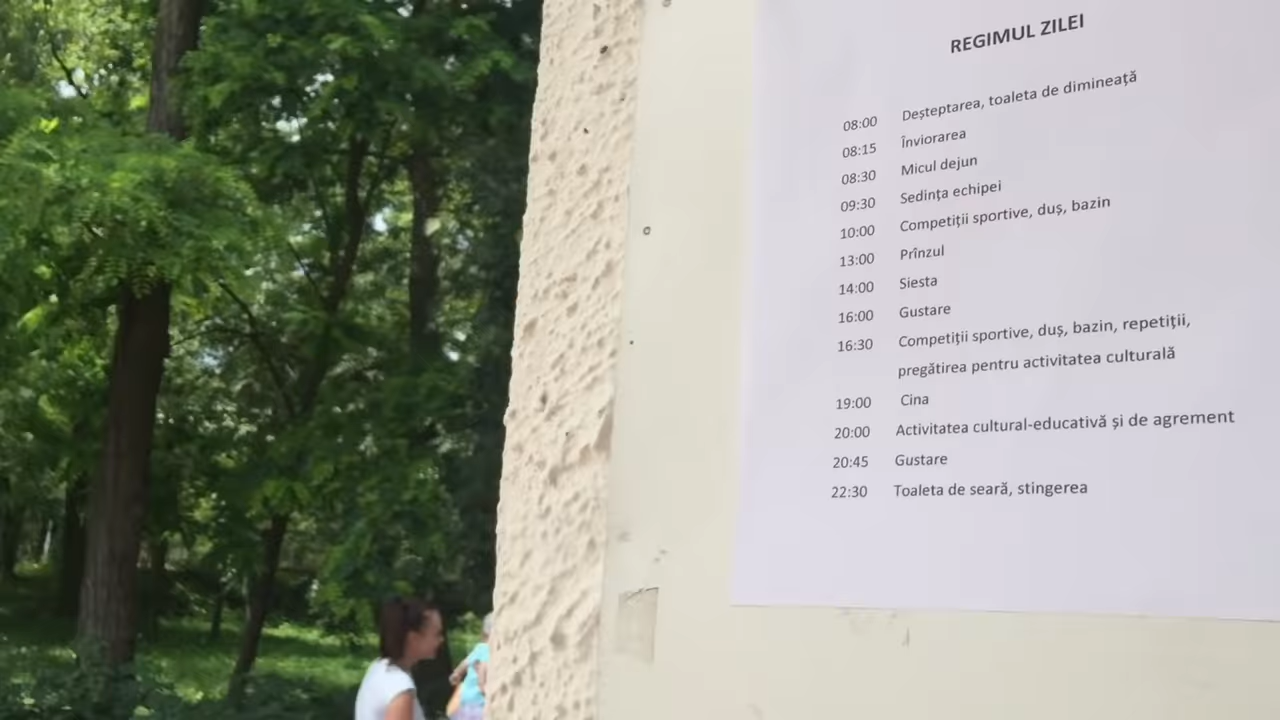 REGIMUL ZILEI
08:00 Deșteptarea, toaleta de dimineață
08:15 Înviorarea
08:30 Micul dejun
09:30 Sedința echipei
10:00 Competiții sportive, duș, bazin
13:00 Prînzul
14:00 Siesta
16:00 Gustare
16:30 Competiții sportive, duș, bazin, repetiții,
pregătirea pentru activitatea culturală
19:00 Cina
20:00 Activitatea cultural-educativă și de agrement
20:45 Gustare
22:30 Toaleta de seară, stingerea